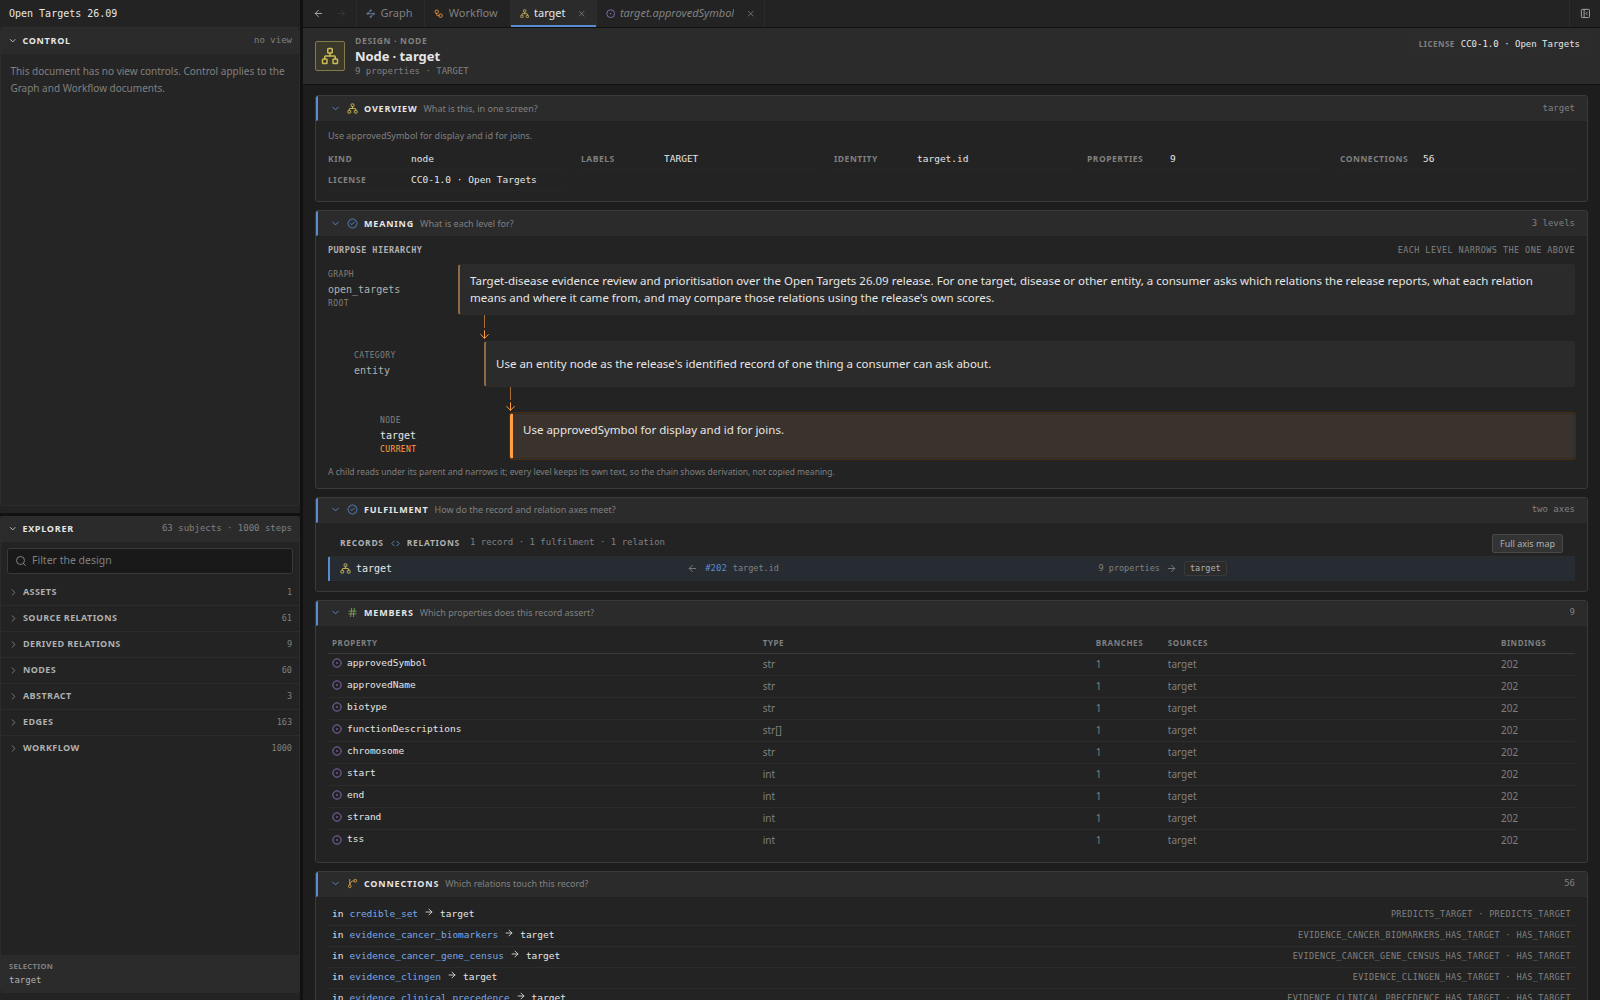 Open Targets 26.09
Graph
Workflow
target
target.approvedSymbol
CONTROL
no view
This document has no view controls. Control applies to the
Graph and Workflow documents.
DESIGN · NODE
Node · target
9 properties · TARGET
LICENSE CC0-1.0 · Open Targets
OVERVIEW What is this, in one screen?
target
Use approvedSymbol for display and id for joins.
KIND node
LABELS TARGET
IDENTITY target.id
PROPERTIES 9
CONNECTIONS 56
LICENSE CC0-1.0 · Open Targets
MEANING What is each level for?
3 levels
PURPOSE HIERARCHY
EACH LEVEL NARROWS THE ONE ABOVE
GRAPH
open_targets
ROOT
Target-disease evidence review and prioritisation over the Open Targets 26.09 release. For one target, disease or other entity, a consumer asks which relations the release reports, what each relation
means and where it came from, and may compare those relations using the release's own scores.
CATEGORY
entity
Use an entity node as the release's identified record of one thing a consumer can ask about.
NODE
target
CURRENT
Use approvedSymbol for display and id for joins.
A child reads under its parent and narrows it; every level keeps its own text, so the chain shows derivation, not copied meaning.
FULFILMENT How do the record and relation axes meet?
two axes
RECORDS <> RELATIONS 1 record · 1 fulfilment · 1 relation
Full axis map
target
← #202 target.id
9 properties → target
MEMBERS Which properties does this record assert?
9
PROPERTY TYPE BRANCHES SOURCES BINDINGS
approvedSymbol str 1 target 202
approvedName str 1 target 202
biotype str 1 target 202
functionDescriptions str[] 1 target 202
chromosome str 1 target 202
start int 1 target 202
end int 1 target 202
strand int 1 target 202
tss int 1 target 202
CONNECTIONS Which relations touch this record?
56
in credible_set → target PREDICTS_TARGET · PREDICTS_TARGET
in evidence_cancer_biomarkers → target EVIDENCE_CANCER_BIOMARKERS_HAS_TARGET · HAS_TARGET
in evidence_cancer_gene_census → target EVIDENCE_CANCER_GENE_CENSUS_HAS_TARGET · HAS_TARGET
in evidence_clingen → target EVIDENCE_CLINGEN_HAS_TARGET · HAS_TARGET
in evidence_clinical_precedence → target EVIDENCE_CLINICAL_PRECEDENCE_HAS_TARGET · HAS_TARGET
EXPLORER
63 subjects · 1000 steps
Filter the design
ASSETS 1
SOURCE RELATIONS 61
DERIVED RELATIONS 9
NODES 60
ABSTRACT 3
EDGES 163
WORKFLOW 1000
SELECTION
target